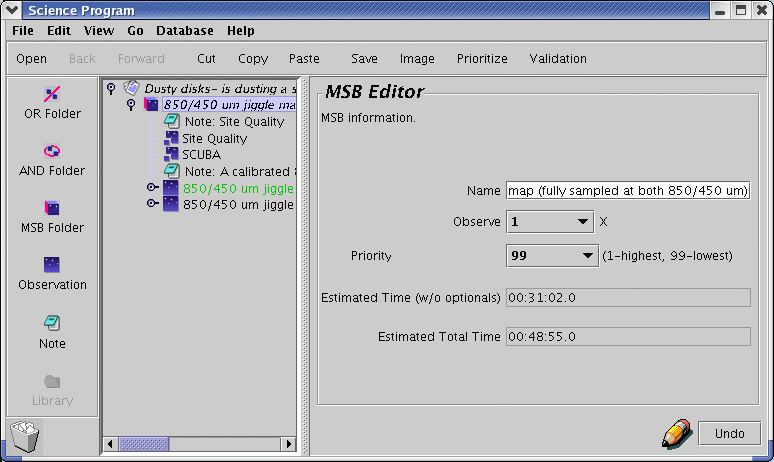 Science Program
File Edit View Go Database Help
Open Back Forward Cut Copy Paste Save Image Prioritize Validation
OR Folder
AND Folder
MSB Folder
Observation
Note
Library
Dusty disks- is dusting a s
850/450 um jiggle ma
Note: Site Quality
Site Quality
SCUBA
Note: A calibrated
850/450 um jiggle
850/450 um jiggle
MSB Editor
MSB information.
Name map (fully sampled at both 850/450 um)
Observe 1 X
Priority 99 (1-highest, 99-lowest)
Estimated Time (w/o optionals) 00:31:02.0
Estimated Total Time 00:48:55.0
Undo